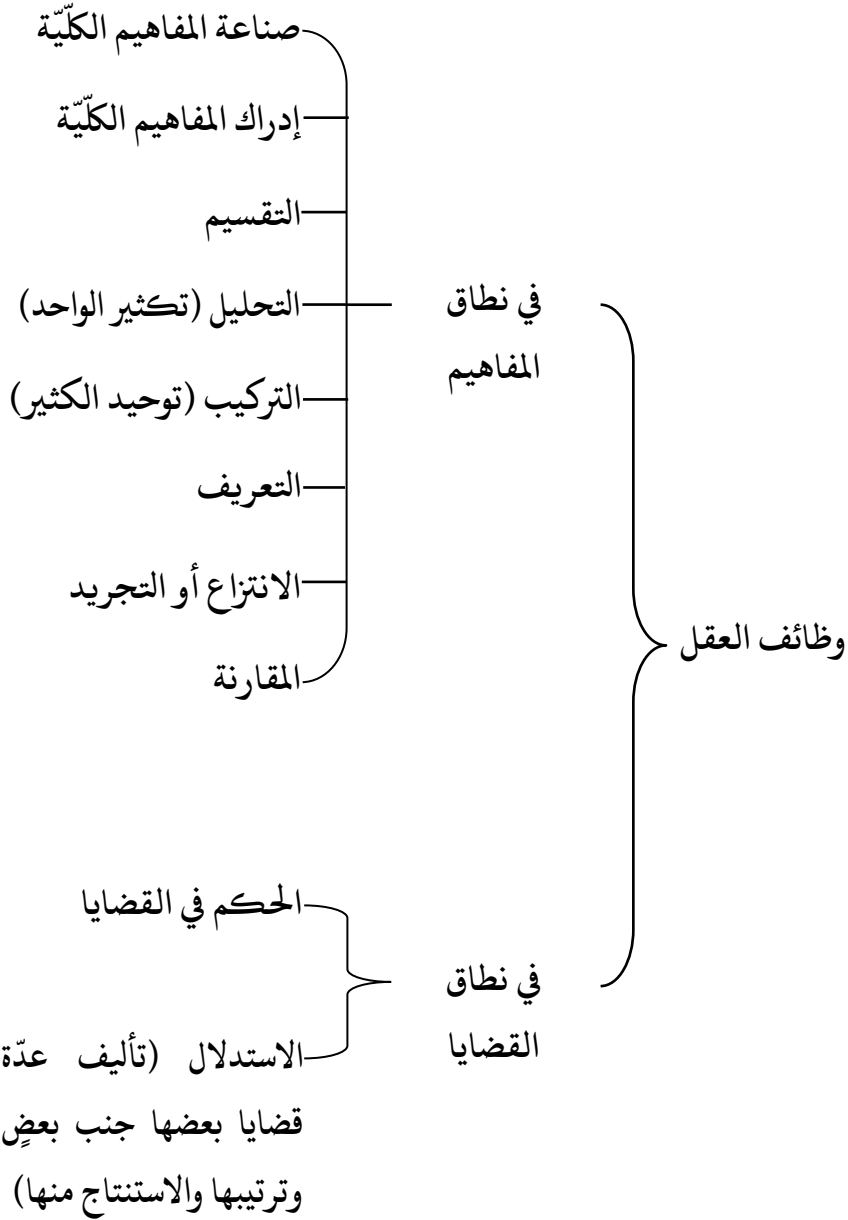 وظائف العقل
في نطاق
المفاهيم
صناعة المفاهيم الكلّيّة
إدراك المفاهيم الكلّيّة
التقسيم
التحليل (تكثير الواحد)
التركيب (توحيد الكثير)
التعريف
الانتزاع أو التجريد
المقارنة
في نطاق
القضايا
الحكم في القضايا
الاستدلال (تأليف عدّة
قضايا بعضها جنب بعضٍ
وترتيبها والاستنتاج منها)